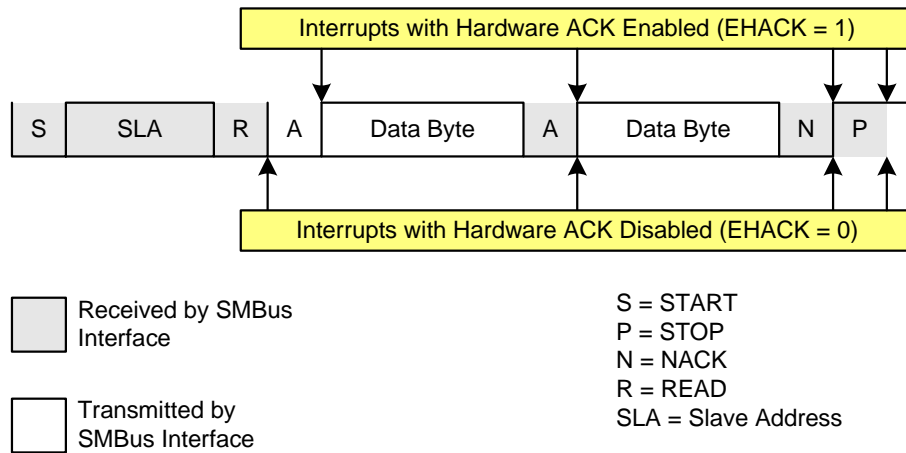 Interrupts with Hardware ACK Enabled (EHACK = 1)
S SLA R A Data Byte A Data Byte N P
Interrupts with Hardware ACK Disabled (EHACK = 0)
Received by SMBus
Interface
Transmitted by
SMBus Interface
S = START
P = STOP
N = NACK
R = READ
SLA = Slave Address